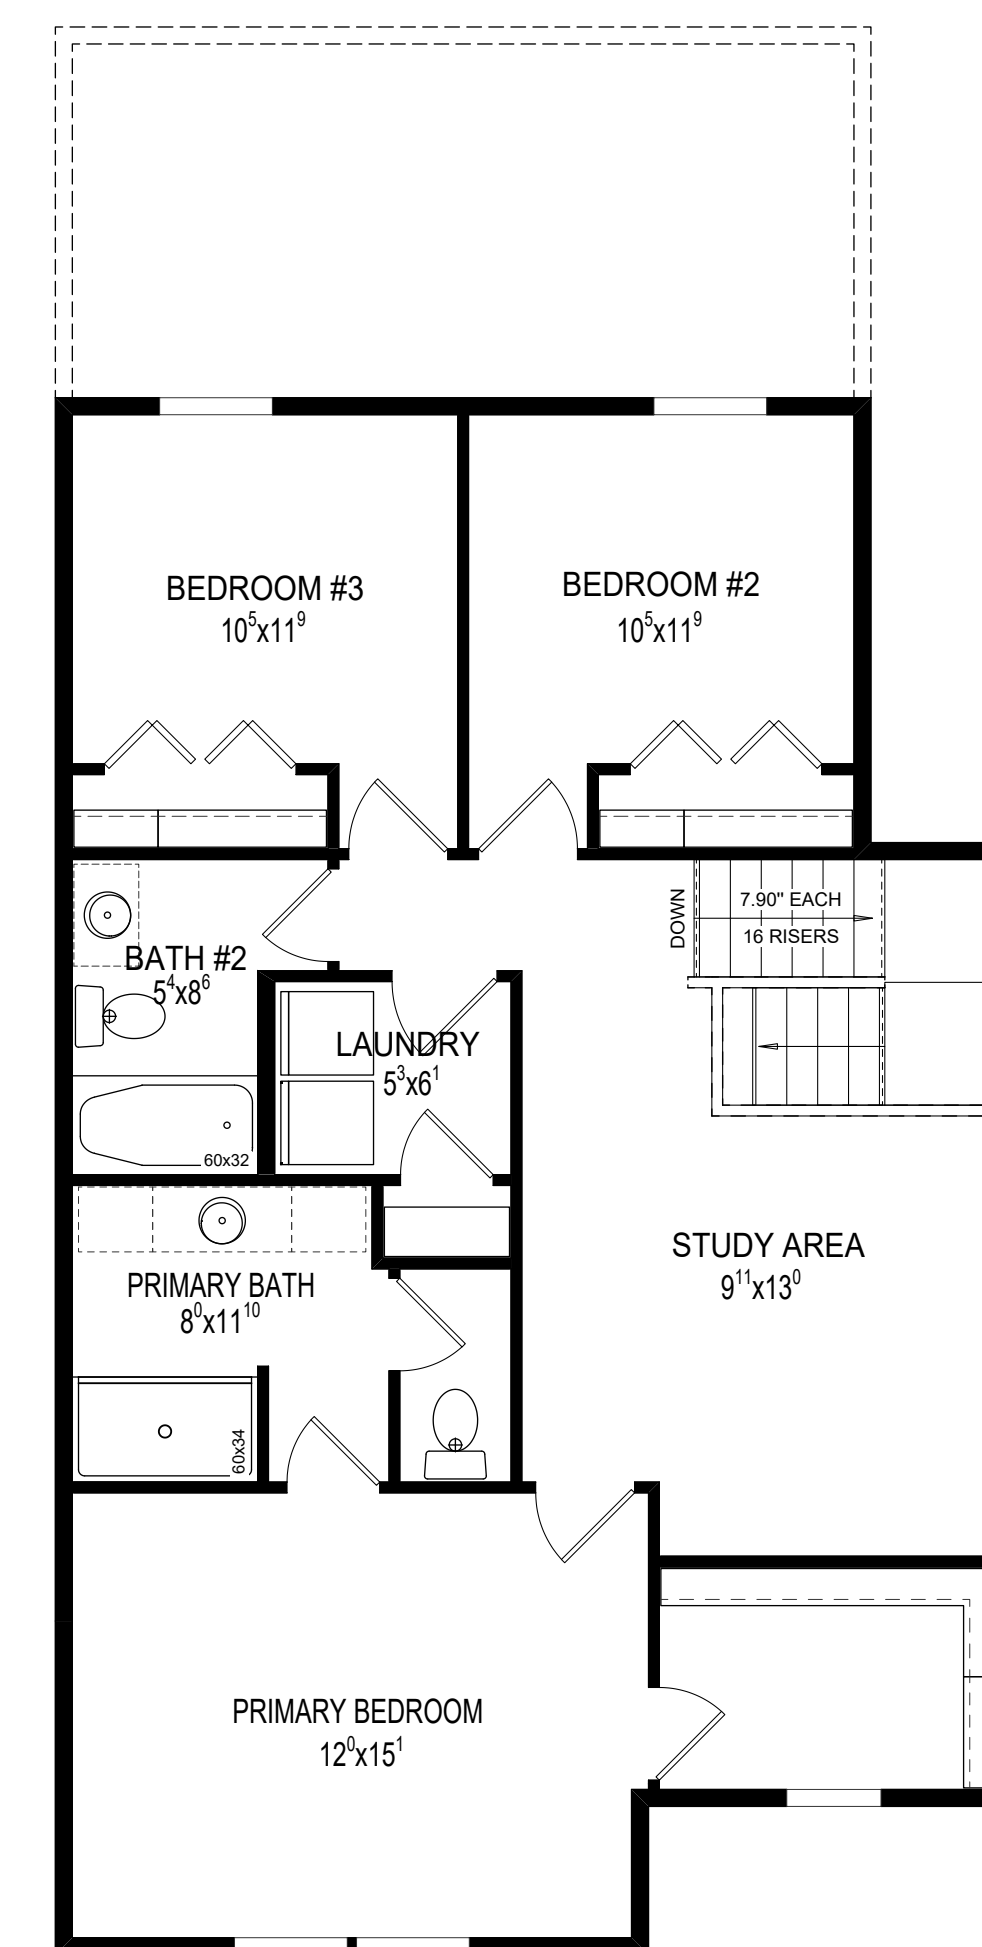 BEDROOM #3
10⁵x11⁹
BEDROOM #2
10⁵x11⁹
DOWN
7.90" EACH
16 RISERS
BATH #2
5⁴x8⁶
LAUNDRY
5³x6¹
60x32
PRIMARY BATH
8⁰x11¹⁰
STUDY AREA
9¹¹x13⁰
60x34
PRIMARY BEDROOM
12⁰x15¹